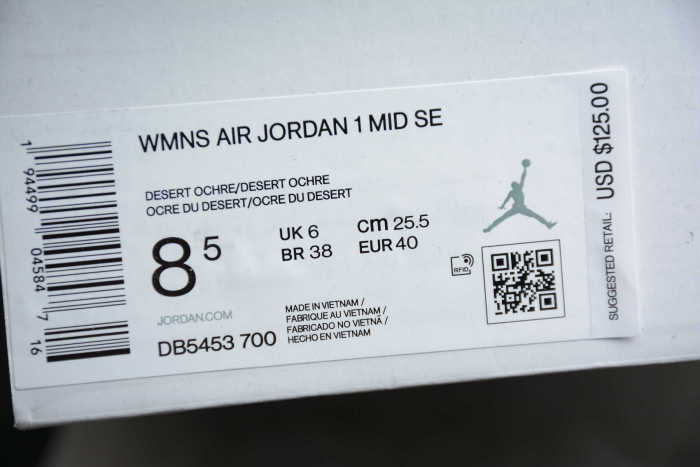 WMNS AIR JORDAN 1 MID SE
DESERT OCHRE/DESERT OCHRE
OCRE DU DESERT/OCRE DU DESERT
8 5
UK 6
cm 25.5
BR 38
EUR 40
RFID
JORDAN.COM
DB5453 700
MADE IN VIETNAM /
FABRIQUE AU VIETNAM /
FABRICADO NO VIETNÃ /
HECHO EN VIETNAM
1 94499 04584 7 16
SUGGESTED RETAIL: USD $125.00